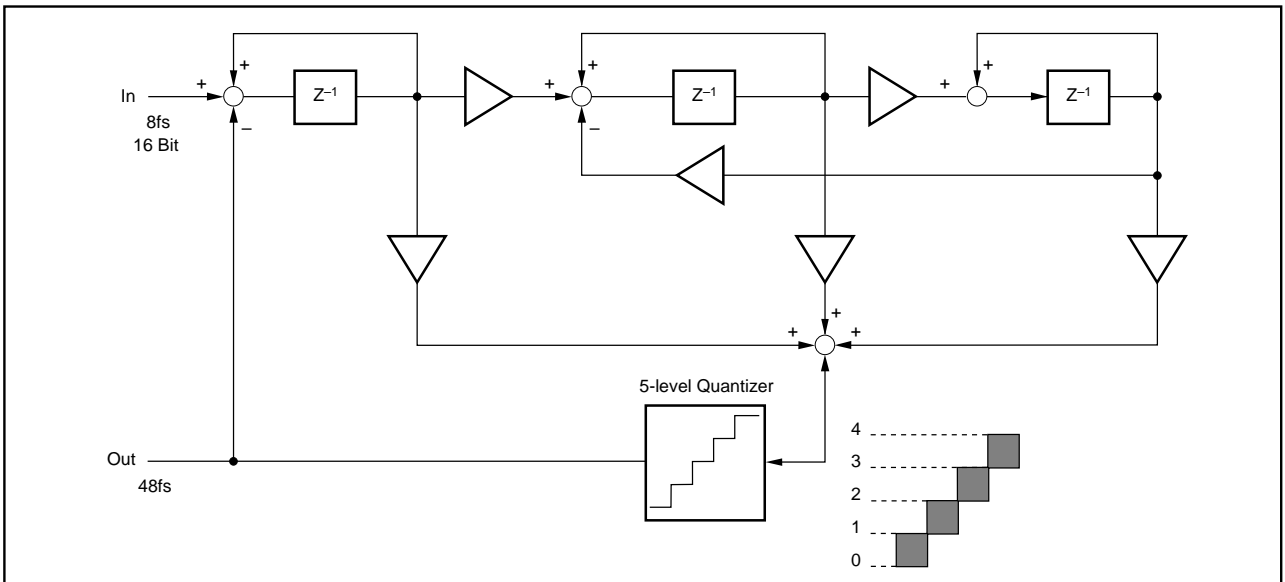 +
+
+
+
+
+
In
Z–1
Z–1
Z–1
–
–
8fs
16 Bit
+
+
+
5-level Quantizer
4
Out
3
48fs
2
1
0